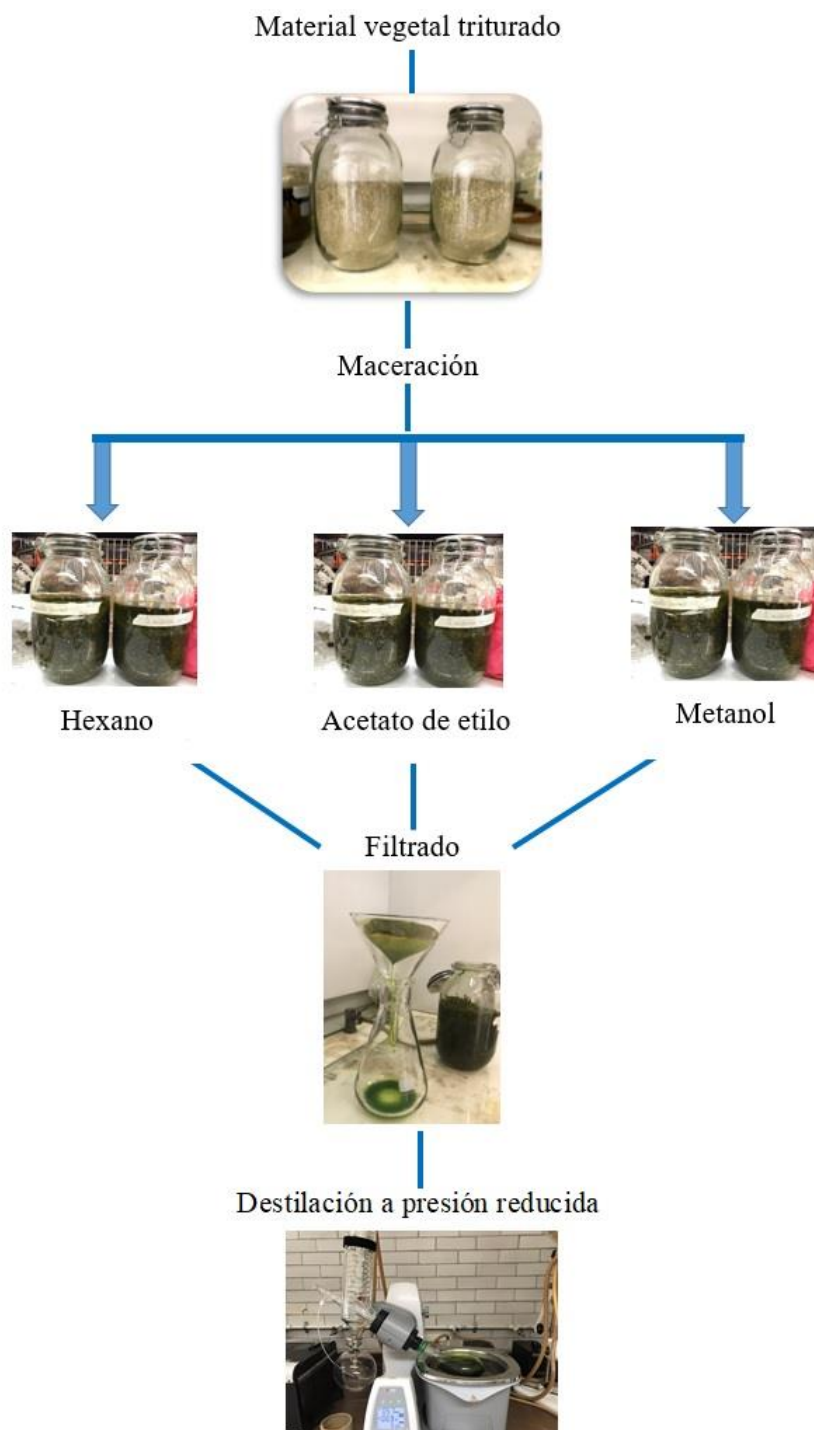 Material vegetal triturado
Maceración
Hexano
Acetato de etilo
Metanol
Filtrado
Destilación a presión reducida